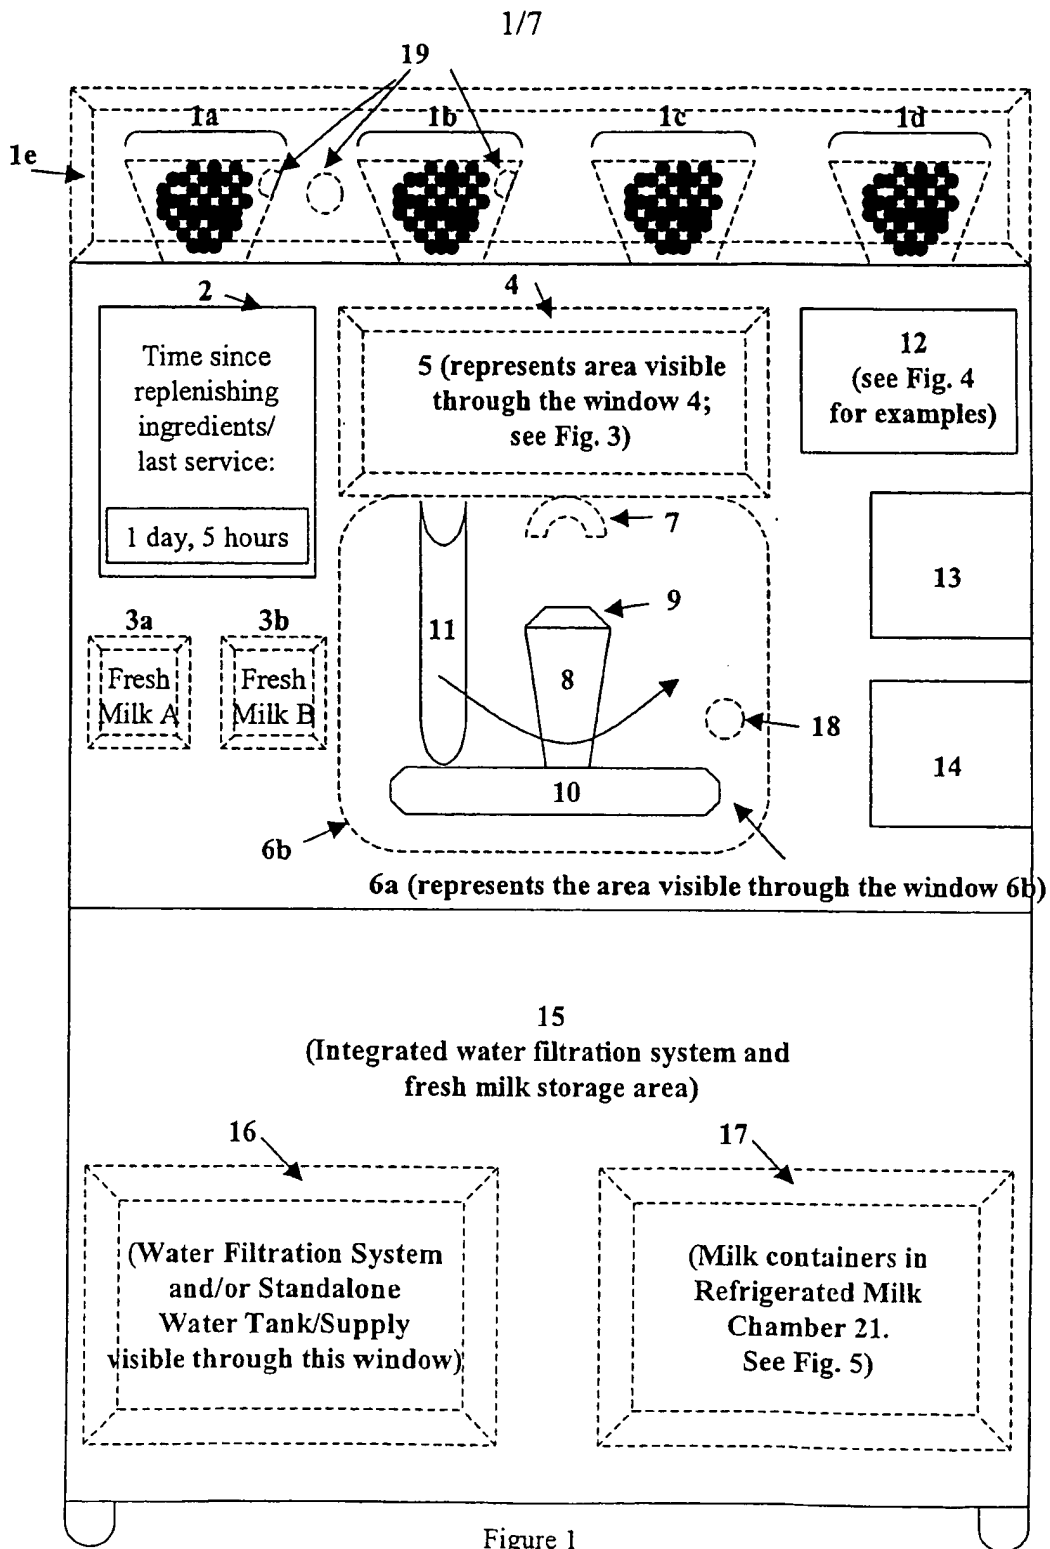 1/7
19
1a
1b
1c
1d
1e
2
4
Time since
replenishing
ingredients/
last service:
1 day, 5 hours
5 (represents area visible
through the window 4;
see Fig. 3)
12
(see Fig. 4
for examples)
7
13
3a
3b
Fresh
Milk A
Fresh
Milk B
11
9
8
18
14
10
6b
6a (represents the area visible through the window 6b)
15
(Integrated water filtration system and
fresh milk storage area)
16
17
(Water Filtration System
and/or Standalone
Water Tank/Supply
visible through this window)
(Milk containers in
Refrigerated Milk
Chamber 21.
See Fig. 5)
Figure 1